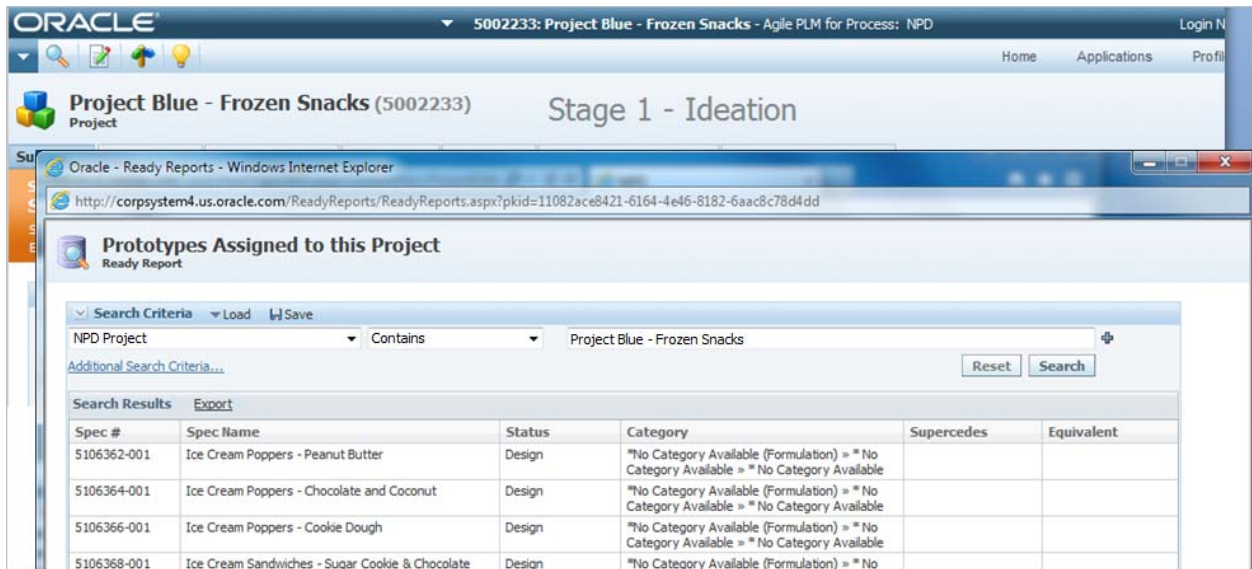 ORACLE
5002233: Project Blue - Frozen Snacks - Agile PLM for Process: NPD
Login N
Home Applications Profil
Project Blue - Frozen Snacks (5002233)
Project
Stage 1 - Ideation
Su
Oracle - Ready Reports - Windows Internet Explorer
http://corpsystem4.us.oracle.com/ReadyReports/ReadyReports.aspx?pkid=11082ace8421-6164-4e46-8182-6aac8c78d4dd
Prototypes Assigned to this Project
Ready Report
Search Criteria Load Save
NPD Project Contains Project Blue - Frozen Snacks
Additional Search Criteria...
Reset Search
Search Results Export
Spec # Spec Name Status Category Supercedes Equivalent
5106362-001 Ice Cream Poppers - Peanut Butter Design *No Category Available (Formulation) » * No
Category Available » * No Category Available
5106364-001 Ice Cream Poppers - Chocolate and Coconut Design *No Category Available (Formulation) » * No
Category Available » * No Category Available
5106366-001 Ice Cream Poppers - Cookie Dough Design *No Category Available (Formulation) » * No
Category Available » * No Category Available
5106368-001 Ice Cream Sandwiches - Sugar Cookie & Chocolate Design *No Category Available (Formulation) » * No